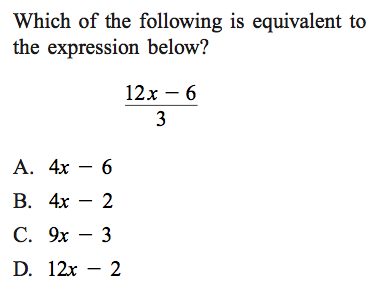 Which of the following is equivalent to
the expression below?
12x − 6
3
A. 4x − 6
B. 4x − 2
C. 9x − 3
D. 12x − 2